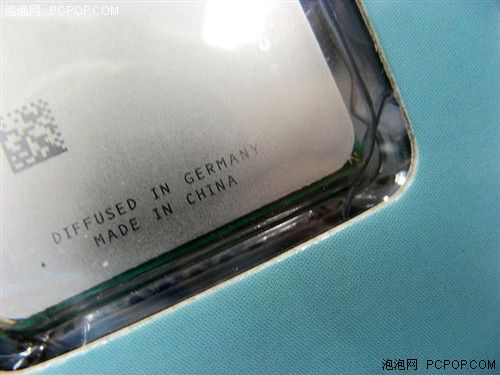 泡泡网 PCPOP.COM
DIFFUSED IN GERMANY
MADE IN CHINA
泡泡网 PCPOP.COM